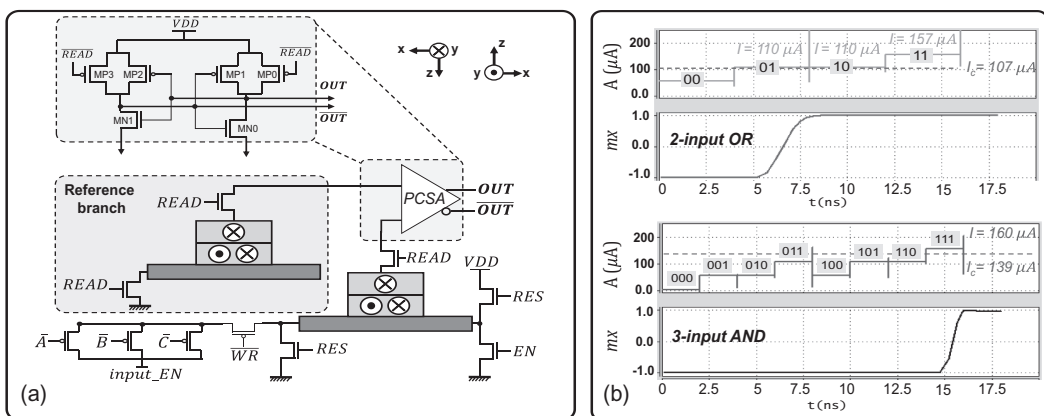 VDD
READ
READ
MP3
MP2
MP1
MP0
OUT
OUT
MN1
MN0
x
y
z
z
y
x
Reference
branch
READ
PCSA
OUT
OUT
READ
READ
VDD
RES
A̅
B̅
C̅
WR
RES
EN
input_EN
(a)
A (µA)
200
100
0.0
00
01
10
11
I = 110 µA
I = 110 µA
I = 157 µA
I_c = 107 µA
mx
1.0
0.0
-1.0
2-input OR
0 2.5 5 7.5 10 12.5 15 17.5
t(ns)
A (µA)
200
100
0.0
000
001
010
011
100
101
110
111
I = 160 µA
I_c = 139 µA
mx
1.0
0.0
-1.0
3-input AND
0 2.5 5 7.5 10 12.5 15 17.5
t(ns)
(b)